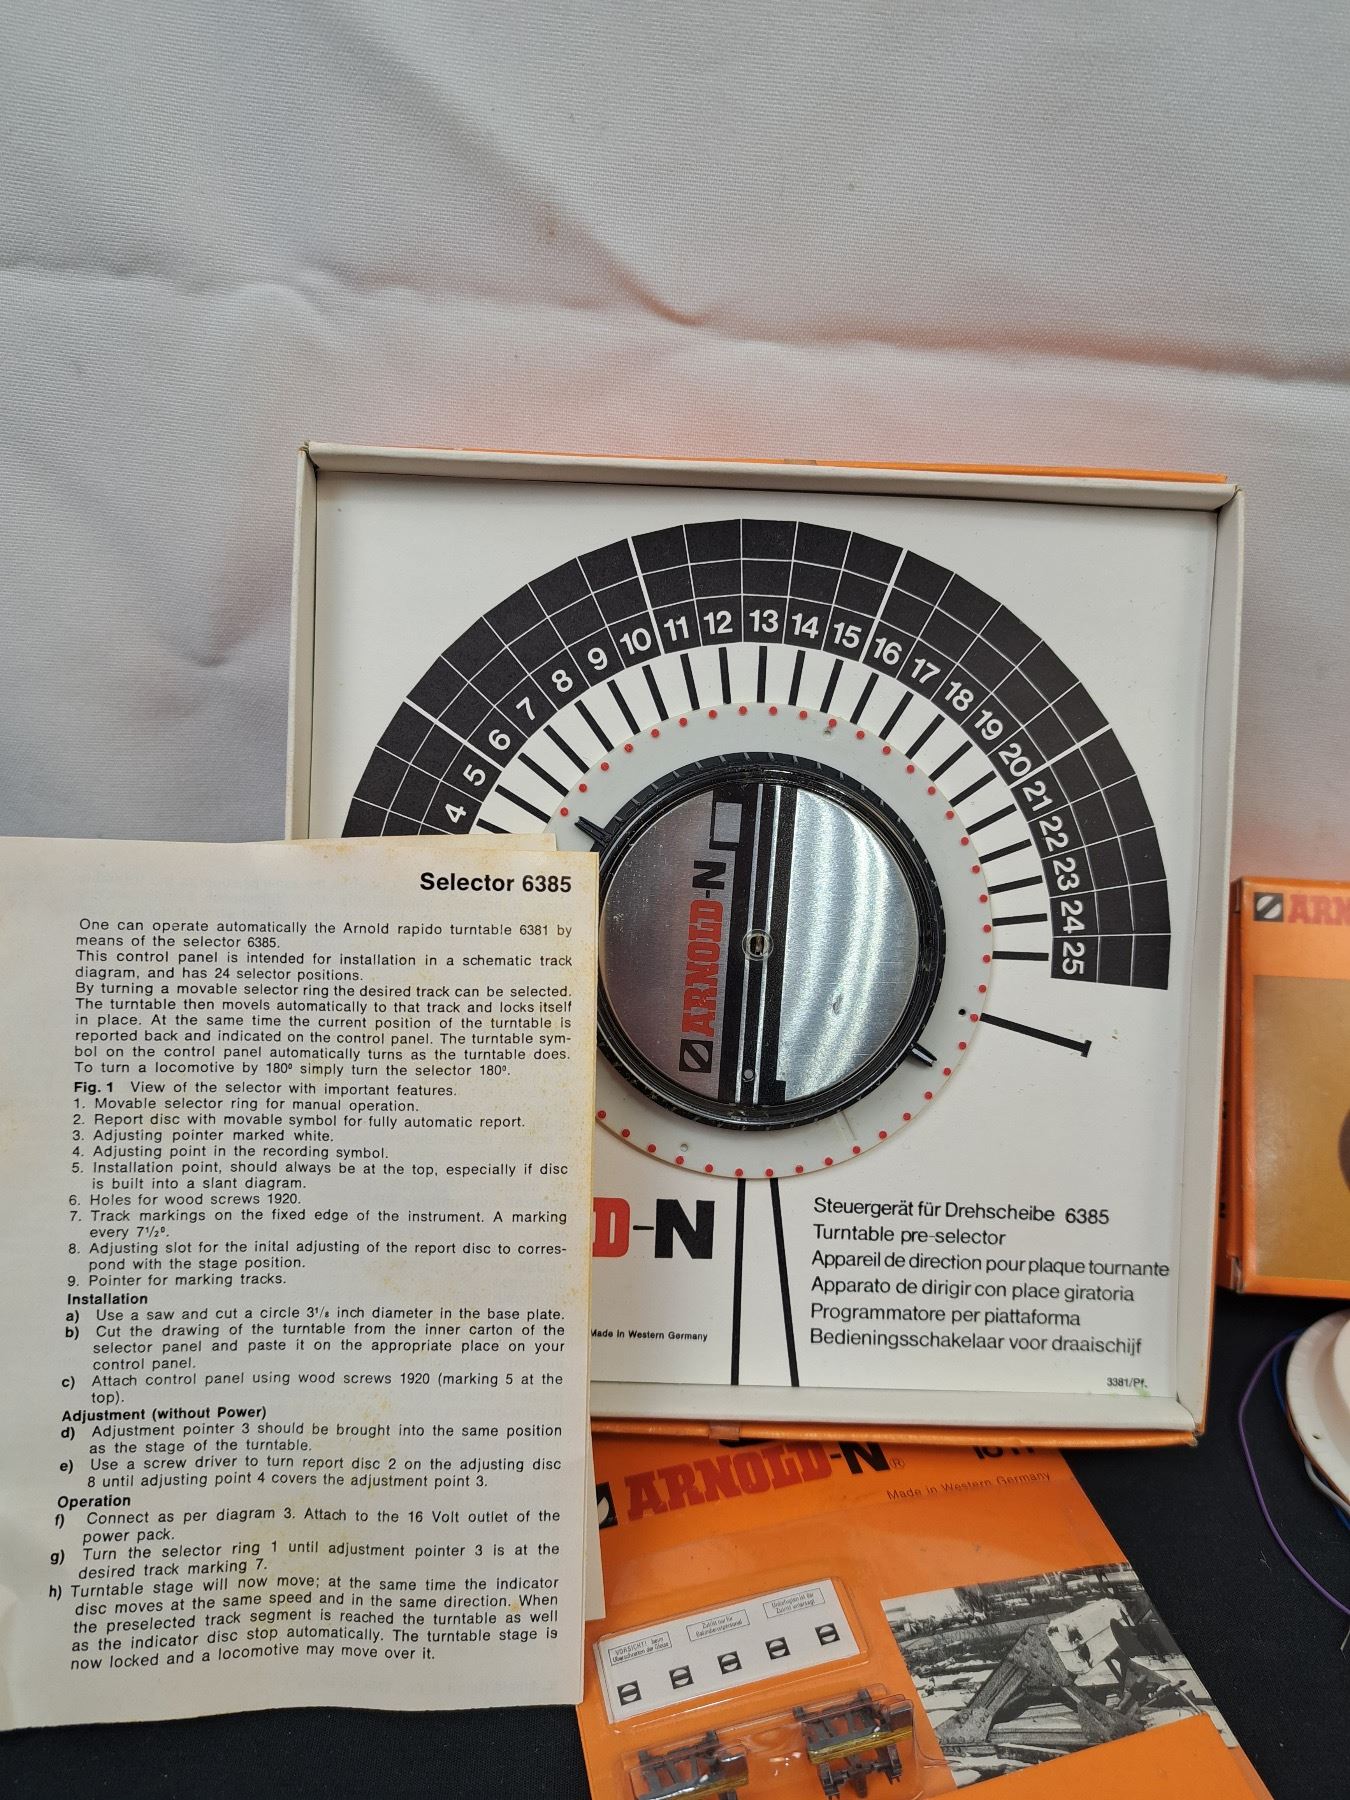 10
11
12
13
14
15
16
17
18
19
20
21
22
23
24
25
9
8
7
6
5
4
1
ARNOLD-N
D-N
Made in Western Germany
Steuergerät für Drehscheibe 6385
Turntable pre-selector
Appareil de direction pour plaque tournante
Apparato de dirigir con place giratoria
Programmatore per piattaforma
Bedieningsschakelaar voor draaischijf
3381/Pf.
Selector 6385
One can operate automatically the Arnold rapido turntable 6381 by
means of the selector 6385.
This control panel is intended for installation in a schematic track
diagram, and has 24 selector positions.
By turning a movable selector ring the desired track can be selected.
The turntable then movels automatically to that track and locks itself
in place. At the same time the current position of the turntable is
reported back and indicated on the control panel. The turntable sym-
bol on the control panel automatically turns as the turntable does.
To turn a locomotive by 180º simply turn the selector 180º.
Fig. 1 View of the selector with important features.
1. Movable selector ring for manual operation.
2. Report disc with movable symbol for fully automatic report.
3. Adjusting pointer marked white.
4. Adjusting point in the recording symbol.
5. Installation point, should always be at the top, especially if disc
is built into a slant diagram.
6. Holes for wood screws 1920.
7. Track markings on the fixed edge of the instrument. A marking
every 7½º.
8. Adjusting slot for the inital adjusting of the report disc to corres-
pond with the stage position.
9. Pointer for marking tracks.
Installation
a) Use a saw and cut a circle 3¹/₈ inch diameter in the base plate.
b) Cut the drawing of the turntable from the inner carton of the
selector panel and paste it on the appropriate place on your
control panel.
c) Attach control panel using wood screws 1920 (marking 5 at the
top).
Adjustment (without Power)
d) Adjustment pointer 3 should be brought into the same position
as the stage of the turntable.
e) Use a screw driver to turn report disc 2 on the adjusting disc
8 until adjusting point 4 covers the adjustment point 3.
Operation
f) Connect as per diagram 3. Attach to the 16 Volt outlet of the
power pack.
g) Turn the selector ring 1 until adjustment pointer 3 is at the
desired track marking 7.
h) Turntable stage will now move; at the same time the indicator
disc moves at the same speed and in the same direction. When
the preselected track segment is reached the turntable as well
as the indicator disc stop automatically. The turntable stage is
now locked and a locomotive may move over it.
ARNOLD-N®
Made in Western Germany
VORSICHT! beim
Überschreiten der Gleise
Zutritt nur für
Bahndienstpersonal
ARN